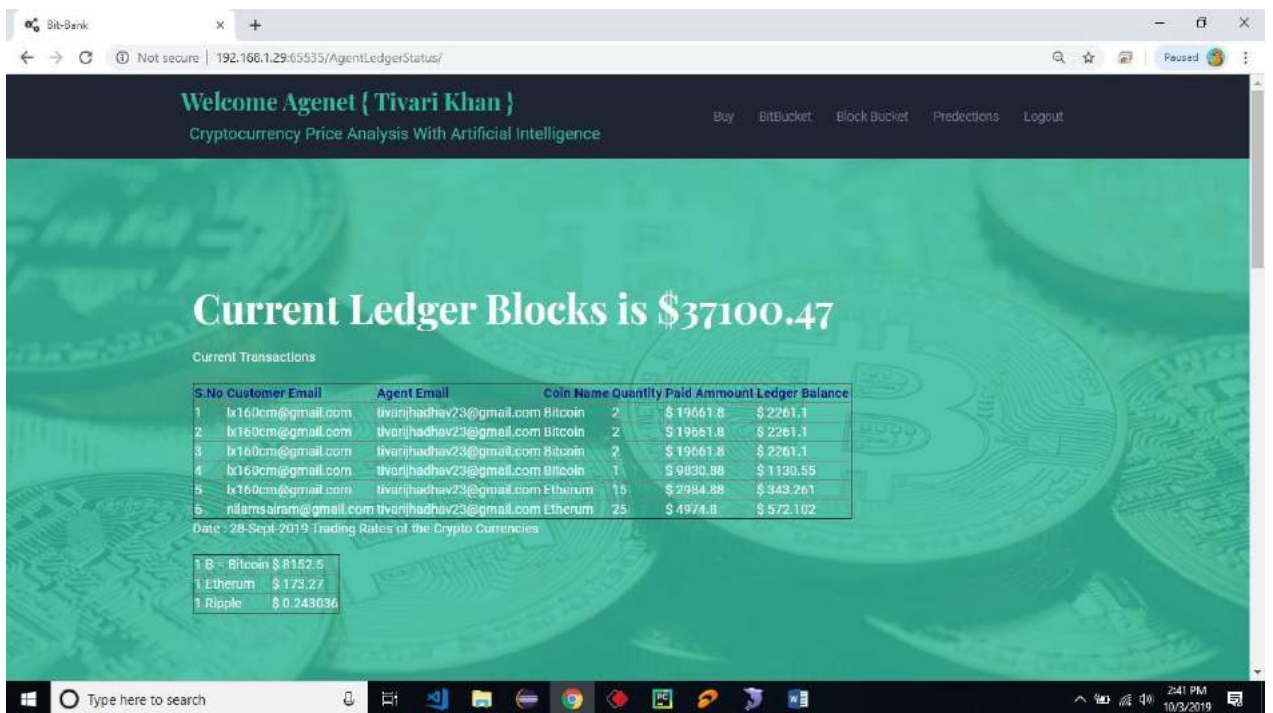 Bit-Bank
Not secure | 192.168.1.29:65535/AgentLedgerStatus/
Paused
Welcome Agenet { Tivari Khan }
Cryptocurrency Price Analysis With Artificial Intelligence
Buy BitBucket Block Bucket Predections Logout
Current Ledger Blocks is $37100.47
Current Transactions
S.No Customer Email Agent Email Coin Name Quantity Paid Ammount Ledger Balance
1 lx160cm@gmail.com tivarijhadhav23@gmail.com Bitcoin 2 $ 19661.8 $ 2261.1
2 lx160cm@gmail.com tivarijhadhav23@gmail.com Bitcoin 2 $ 19661.8 $ 2261.1
3 lx160cm@gmail.com tivarijhadhav23@gmail.com Bitcoin 2 $ 19661.8 $ 2261.1
4 lx160cm@gmail.com tivarijhadhav23@gmail.com Bitcoin 1 $ 9830.88 $ 1130.55
5 lx160cm@gmail.com tivarijhadhav23@gmail.com Etherum 15 $ 2984.88 $ 343.261
6 nilamsairam@gmail.com tivarijhadhav23@gmail.com Etherum 25 $ 4974.8 $ 572.102
Date : 28-Sept-2019 Trading Rates of the Crypto Currencies
1 B = Bitcoin $ 8152.5
1 Etherum $ 173.27
1 Ripple $ 0.243036
Type here to search
2:41 PM
10/3/2019